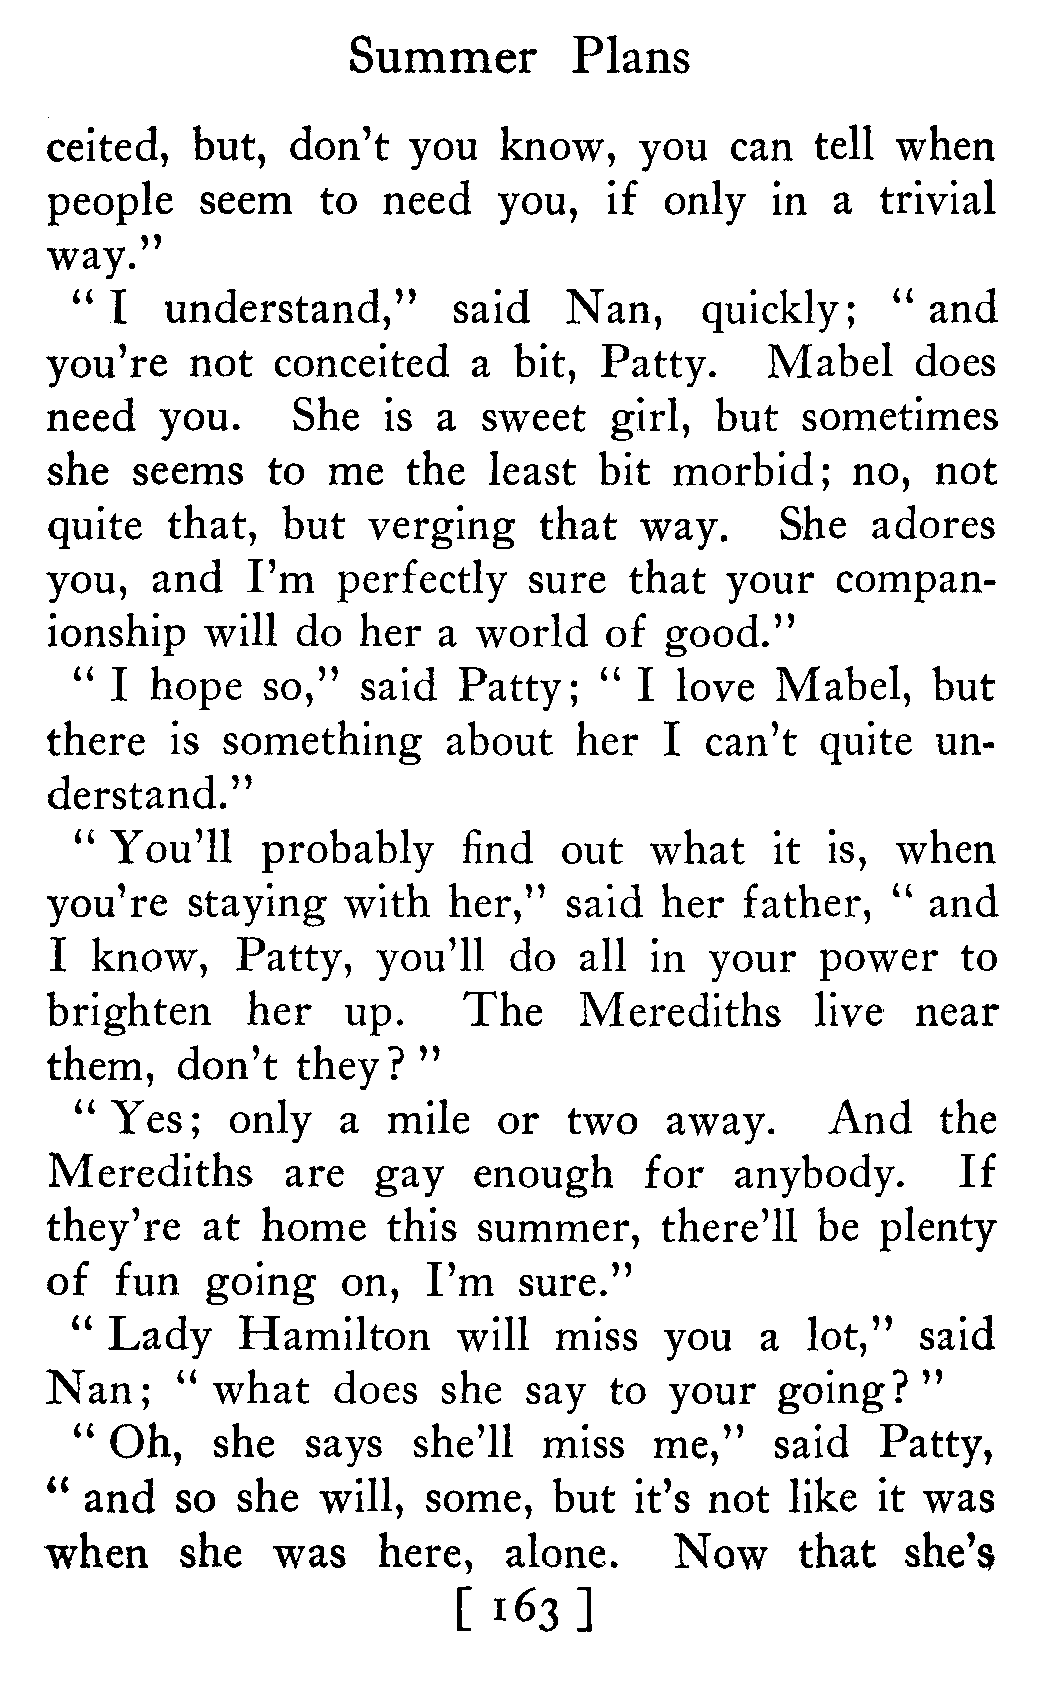 Summer Plans
ceited, but, don't you know, you can tell when
people seem to need you, if only in a trivial
way."
" I understand," said Nan, quickly; " and
you're not conceited a bit, Patty. Mabel does
need you. She is a sweet girl, but sometimes
she seems to me the least bit morbid; no, not
quite that, but verging that way. She adores
you, and I'm perfectly sure that your compan-
ionship will do her a world of good."
" I hope so," said Patty; " I love Mabel, but
there is something about her I can't quite un-
derstand."
" You'll probably find out what it is, when
you're staying with her," said her father, " and
I know, Patty, you'll do all in your power to
brighten her up. The Merediths live near
them, don't they? "
" Yes; only a mile or two away. And the
Merediths are gay enough for anybody. If
they're at home this summer, there'll be plenty
of fun going on, I'm sure."
" Lady Hamilton will miss you a lot," said
Nan; " what does she say to your going? "
" Oh, she says she'll miss me," said Patty,
" and so she will, some, but it's not like it was
when she was here, alone. Now that she's
[ 163 ]